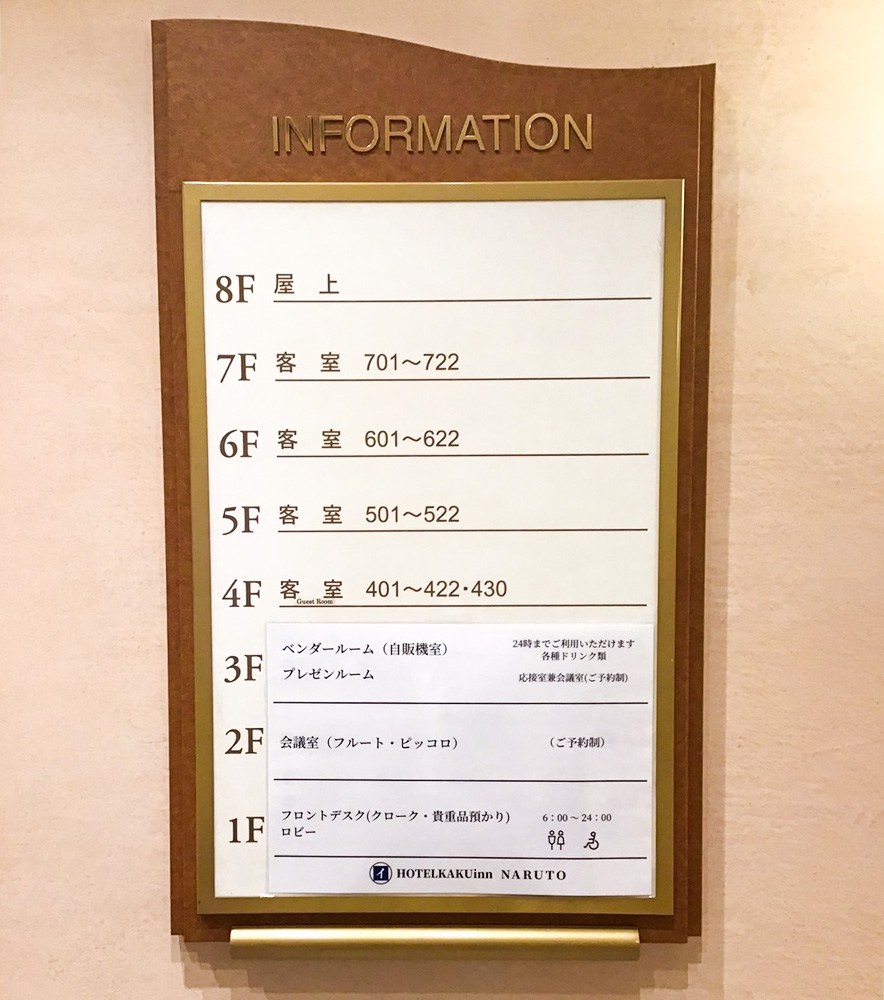 INFORMATION
8F 屋上
7F 客室 701～722
6F 客室 601～622
5F 客室 501～522
4F 客室 401～422・430
Guest Room
3F ベンダールーム（自販機室） 24時までご利用いただけます
各種ドリンク類
プレゼンルーム 応接室兼会議室(ご予約制)
2F 会議室（フルート・ピッコロ） （ご予約制）
1F フロントデスク(クローク・貴重品預かり) 6：00～24：00
ロビー
イ HOTELKAKUinn NARUTO